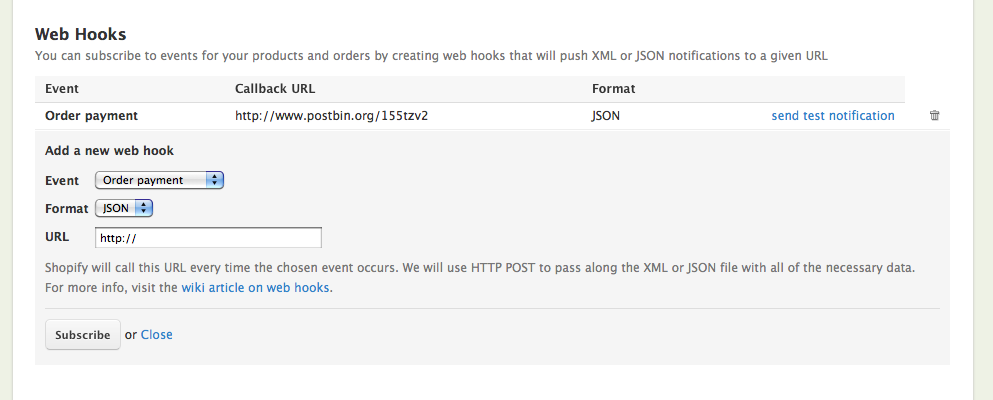 Web Hooks
You can subscribe to events for your products and orders by creating web hooks that will push XML or JSON notifications to a given URL
Event Callback URL Format
Order payment http://www.postbin.org/155tzv2 JSON send test notification
Add a new web hook
Event Order payment
Format JSON
URL http://
Shopify will call this URL every time the chosen event occurs. We will use HTTP POST to pass along the XML or JSON file with all of the necessary data.
For more info, visit the wiki article on web hooks.
Subscribe or Close